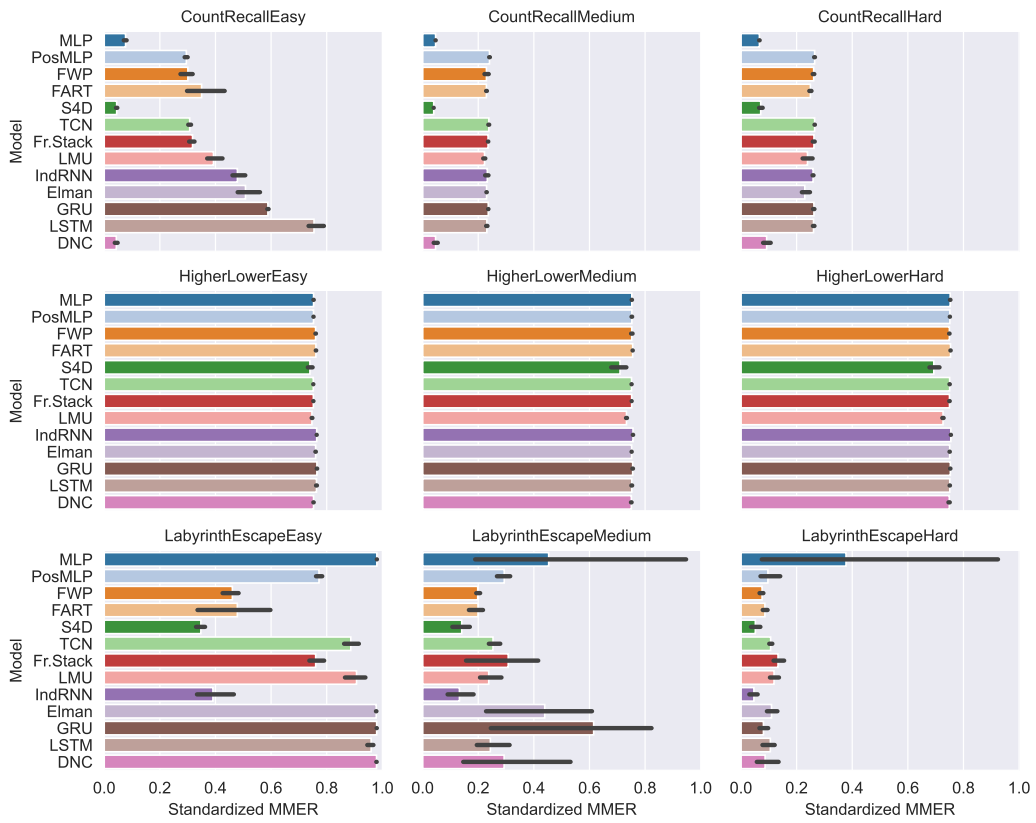 CountRecallEasy CountRecallMedium CountRecallHard
MLP
PosMLP
FWP
FART
S4D
TCN
Fr.Stack
LMU
IndRNN
Elman
GRU
LSTM
DNC
Model
HigherLowerEasy HigherLowerMedium HigherLowerHard
MLP
PosMLP
FWP
FART
S4D
TCN
Fr.Stack
LMU
IndRNN
Elman
GRU
LSTM
DNC
Model
LabyrinthEscapeEasy LabyrinthEscapeMedium LabyrinthEscapeHard
MLP
PosMLP
FWP
FART
S4D
TCN
Fr.Stack
LMU
IndRNN
Elman
GRU
LSTM
DNC
Model
0.0 0.2 0.4 0.6 0.8 1.0 0.0 0.2 0.4 0.6 0.8 1.0 0.0 0.2 0.4 0.6 0.8 1.0
Standardized MMER Standardized MMER Standardized MMER